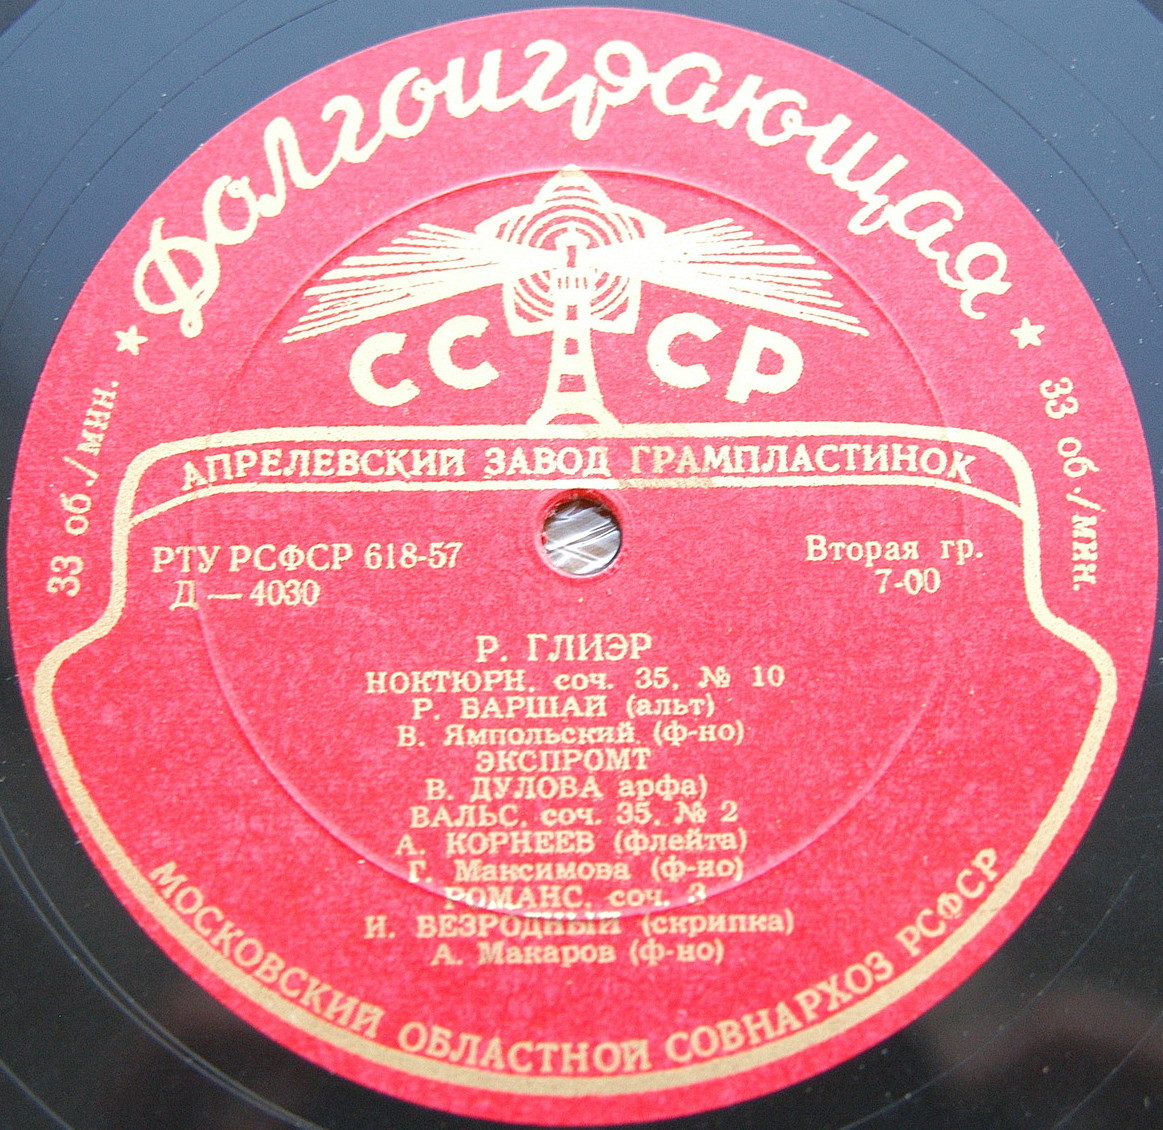 Долгоиграющая
СССР
★ 33 об./мин.
★ 33 об./мин.
АПРЕЛЕВСКИЙ ЗАВОД ГРАМПЛАСТИНОК
РТУ РСФСР 618-57
Д — 4030
Вторая гр.
7-00
Р. ГЛИЭР
НОКТЮРН, соч. 35, № 10
Р. БАРШАЙ (альт)
В. Ямпольский (ф-но)
ЭКСПРОМТ
В. ДУЛОВА арфа)
ВАЛЬС, соч. 35, № 2
А. КОРНЕЕВ (флейта)
Г. Максимова (ф-но)
РОМАНС, соч. 3
И. БЕЗРОДНЫЙ (скрипка)
А. Макаров (ф-но)
МОСКОВСКИЙ ОБЛАСТНОЙ СОВНАРХОЗ РСФСР